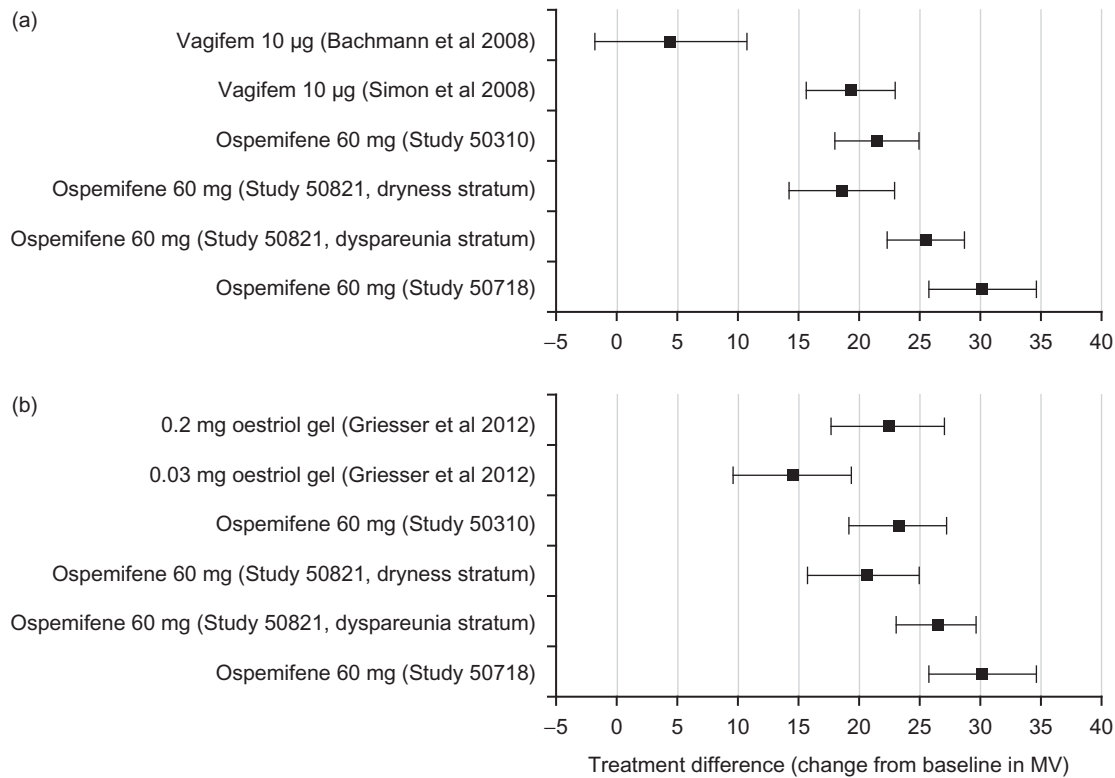 (a)
Vagifem 10 µg (Bachmann et al 2008)
Vagifem 10 µg (Simon et al 2008)
Ospemifene 60 mg (Study 50310)
Ospemifene 60 mg (Study 50821, dryness stratum)
Ospemifene 60 mg (Study 50821, dyspareunia stratum)
Ospemifene 60 mg (Study 50718)
–5 0 5 10 15 20 25 30 35 40
(b)
0.2 mg oestriol gel (Griesser et al 2012)
0.03 mg oestriol gel (Griesser et al 2012)
Ospemifene 60 mg (Study 50310)
Ospemifene 60 mg (Study 50821, dryness stratum)
Ospemifene 60 mg (Study 50821, dyspareunia stratum)
Ospemifene 60 mg (Study 50718)
–5 0 5 10 15 20 25 30 35 40
Treatment difference (change from baseline in MV)